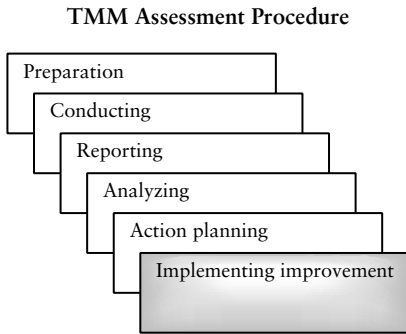 TMM Assessment Procedure
Preparation
Conducting
Reporting
Analyzing
Action planning
Implementing improvement